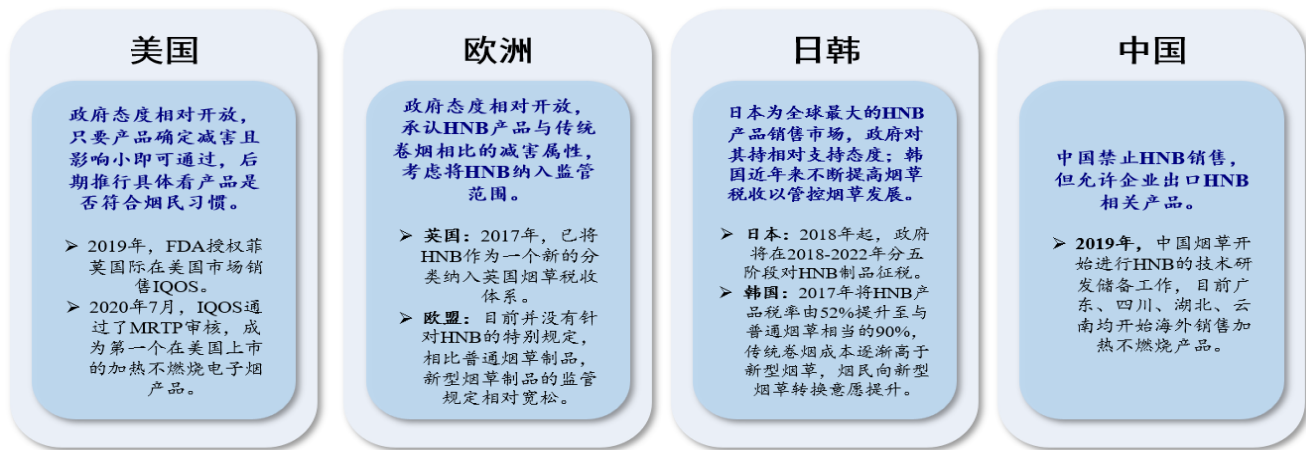 美国
政府态度相对开放，
只要产品确定减害且
影响小即可通过，后
期推行具体看产品是
否符合烟民习惯。
➢ 2019年，FDA授权菲
莫国际在美国市场销
售IQOS。
➢ 2020年7月，IQOS通
过了MRTP审核，成
为第一个在美国上市
的加热不燃烧电子烟
产品。
欧洲
政府态度相对开放，
承认HNB产品与传统
卷烟相比的减害属性，
考虑将HNB纳入监管
范围。
➢ 英国：2017年，已将
HNB作为一个新的分
类纳入英国烟草税收
体系。
➢ 欧盟：目前并没有针
对HNB的特别规定，
相比普通烟草制品，
新型烟草制品的监管
规定相对宽松。
日韩
日本为全球最大的HNB
产品销售市场，政府对
其持相对支持态度；韩
国近年来不断提高烟草
税收以管控烟草发展。
➢ 日本：2018年起，政府
将在2018-2022年分五
阶段对HNB制品征税。
➢ 韩国：2017年将HNB产
品税率由52%提升至与
普通烟草相当的90%，
传统卷烟成本逐渐高于
新型烟草，烟民向新型
烟草转换意愿提升。
中国
中国禁止HNB销售，
但允许企业出口HNB
相关产品。
➢ 2019年，中国烟草开
始进行HNB的技术研
发储备工作，目前广
东、四川、湖北、云
南均开始海外销售加
热不燃烧产品。